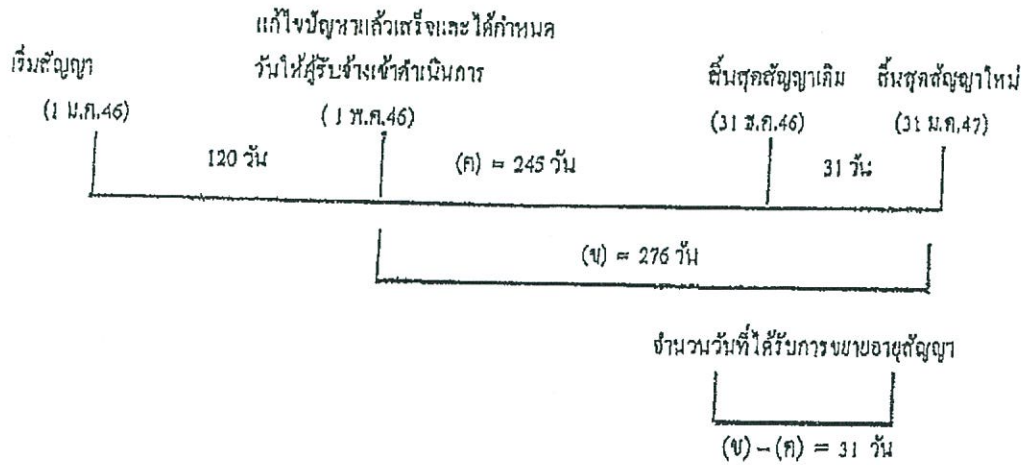 แก้ไขปัญหาแล้วเสร็จและได้กำหนด
เริ่มสัญญา วันให้ผู้รับจ้างเข้าดำเนินการ สิ้นสุดสัญญาเดิม สิ้นสุดสัญญาใหม่
(1 ม.ค.46) (1 พ.ค.46) (31 ธ.ค.46) (31 ม.ค.47)
120 วัน (ค) = 245 วัน 31 วัน
(ข) = 276 วัน
จำนวนวันที่ได้รับการขยายอายุสัญญา
(ข) – (ค) = 31 วัน